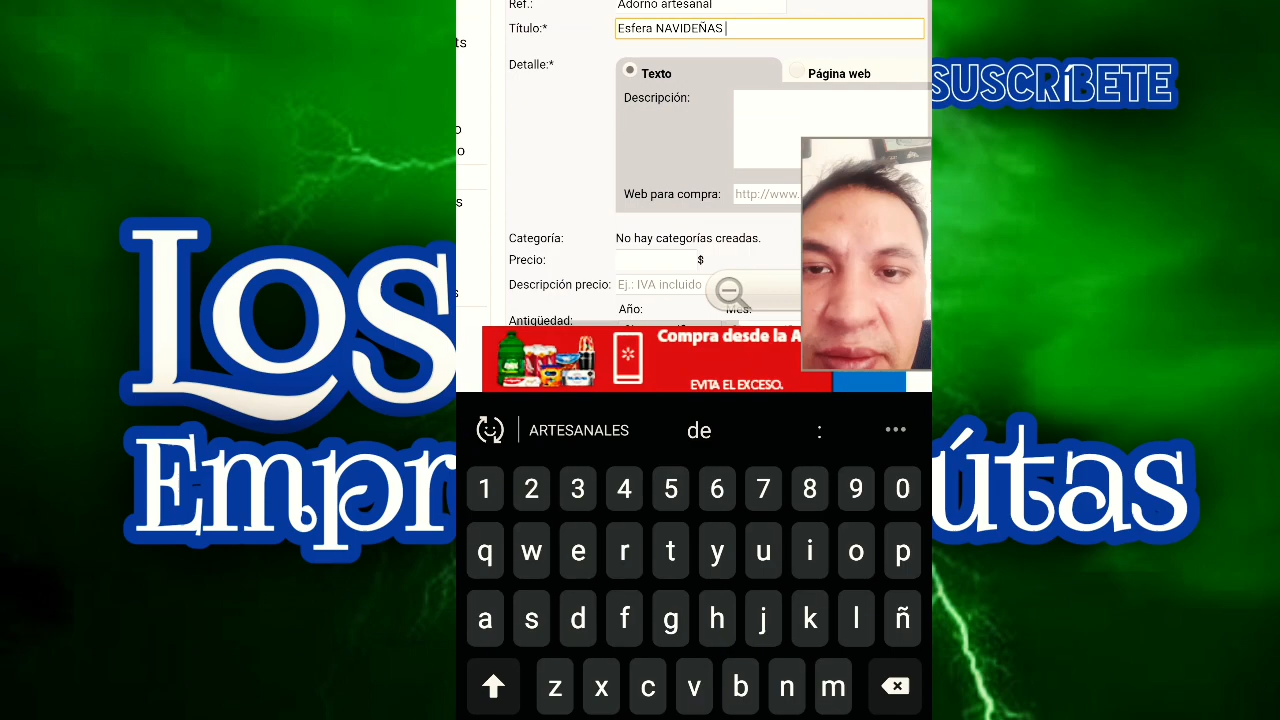 Ref.: Adorno artesanal
Título:* Esfera NAVIDEÑAS
ts
SUSCRÍBETE
Detalle:* Texto Página web
Descripción:
o
o
s
Web para compra: http://www.
Categoría: No hay categorías creadas.
Precio: $
Descripción precio: Ej.: IVA incluido
s
Año: Mes:
Antigüedad:
Compra desde la A
EVITA EL EXCESO.
Los
Empr útas
ARTESANALES de :
1 2 3 4 5 6 7 8 9 0
q w e r t y u i o p
a s d f g h j k l ñ
z x c v b n m